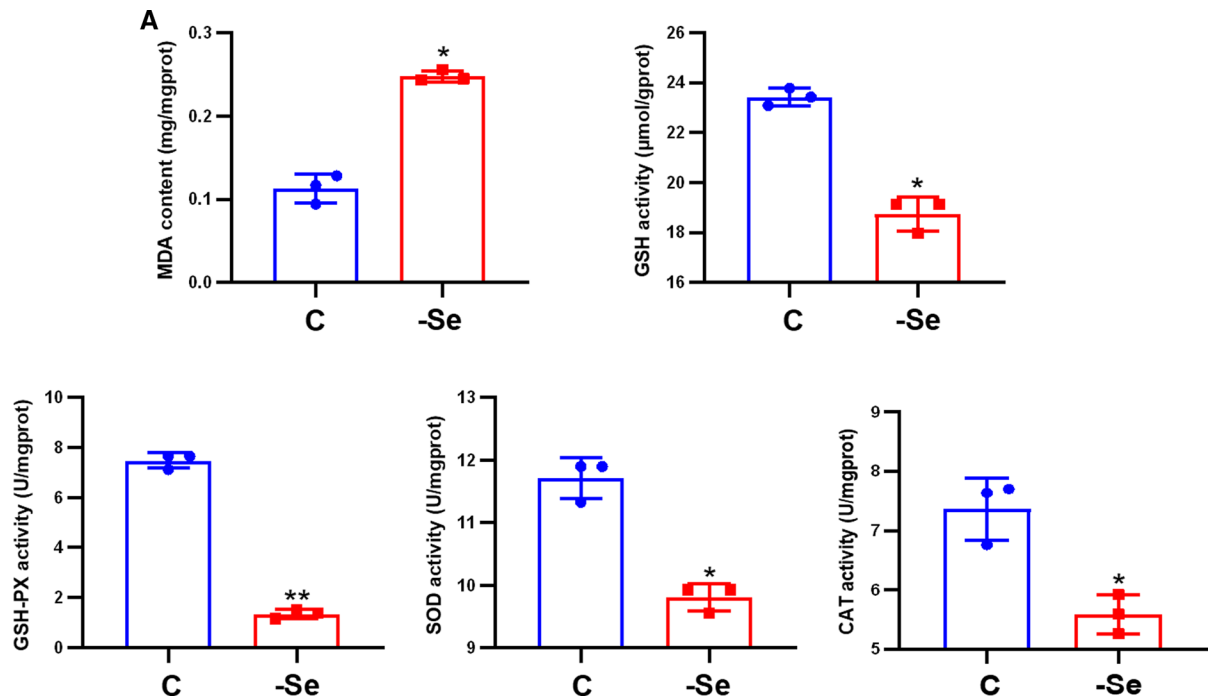 A
MDA content (mg/mgprot)
0.3
0.2
0.1
0.0
*
C
-Se
GSH activity (μmol/gprot)
26
24
22
20
18
16
*
C
-Se
GSH-PX activity (U/mgprot)
10
8
6
4
2
0
**
C
-Se
SOD activity (U/mgprot)
13
12
11
10
9
*
C
-Se
CAT activity (U/mgprot)
9
8
7
6
5
*
C
-Se